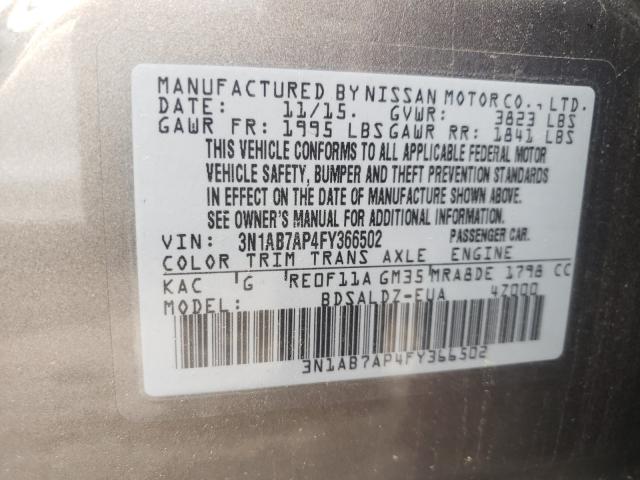 MANUFACTURED BY NISSAN MOTOR CO., LTD.
DATE: 11/15. GVWR: 3823 LBS
GAWR FR: 1995 LBS GAWR RR: 1841 LBS
THIS VEHICLE CONFORMS TO ALL APPLICABLE FEDERAL MOTOR
VEHICLE SAFETY, BUMPER AND THEFT PREVENTION STANDARDS
IN EFFECT ON THE DATE OF MANUFACTURE SHOWN ABOVE.
SEE OWNER'S MANUAL FOR ADDITIONAL INFORMATION.
VIN: 3N1AB7AP4FY366502 PASSENGER CAR.
COLOR TRIM TRANS AXLE ENGINE
KAC G RE0F11A GM35 MRA8DE 1798 CC
MODEL: BDSALDZ-EUA 47000
3N1AB7AP4FY366502